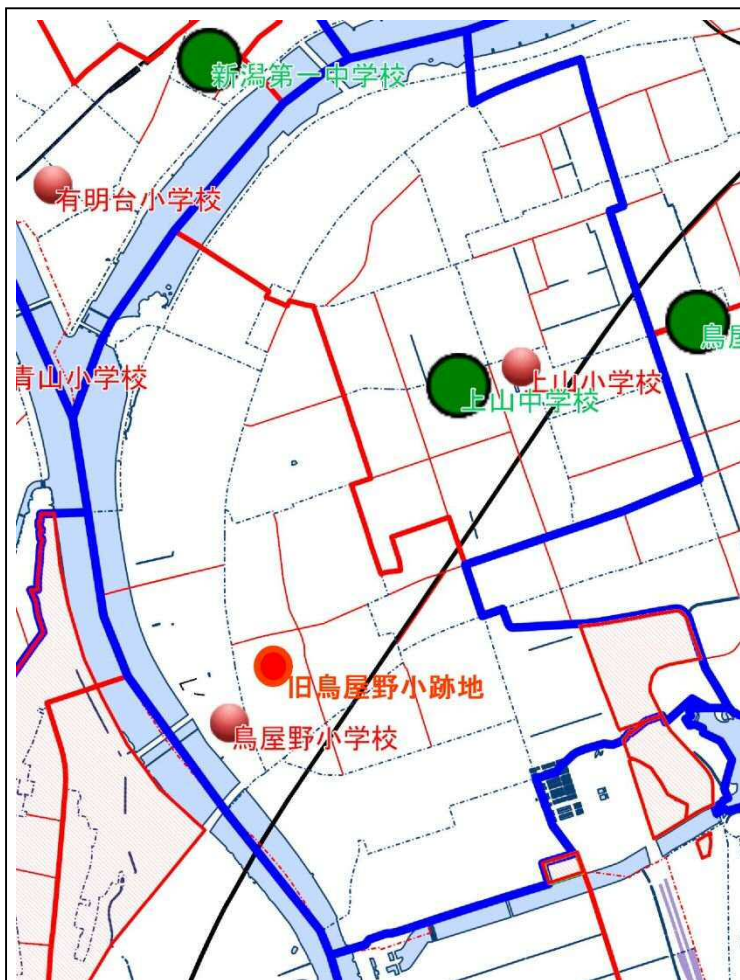 新潟第一中学校
有明台小学校
青山小学校
上山小学校
上山中学校
鳥屋
旧鳥屋野小跡地
鳥屋野小学校